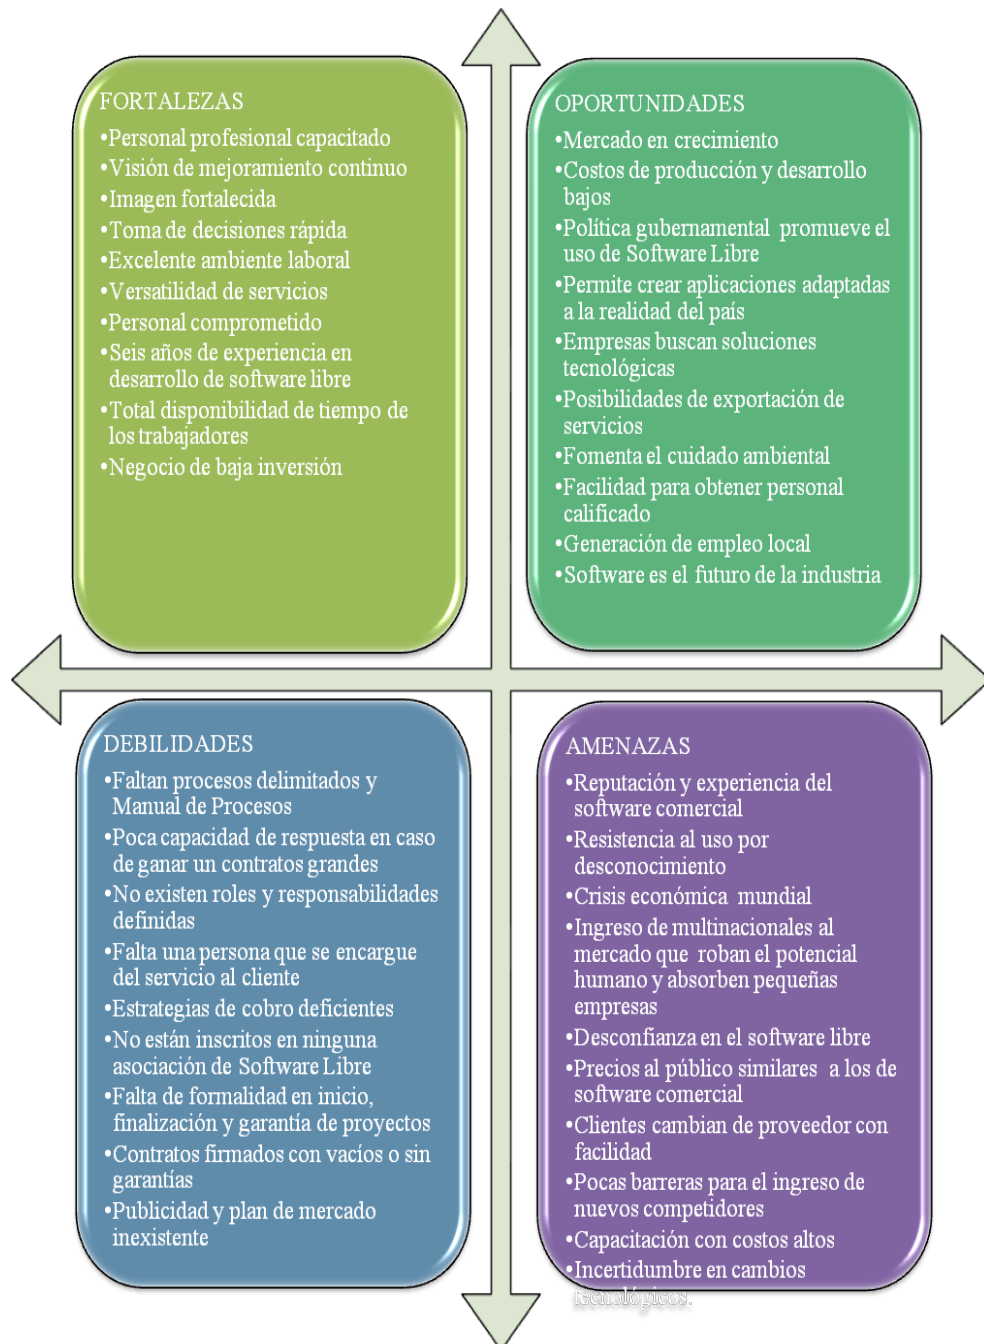 FORTALEZAS
•Personal profesional capacitado
•Visión de mejoramiento continuo
•Imagen fortalecida
•Toma de decisiones rápida
•Excelente ambiente laboral
•Versatilidad de servicios
•Personal comprometido
•Seis años de experiencia en
desarrollo de software libre
•Total disponibilidad de tiempo de
los trabajadores
•Negocio de baja inversión
OPORTUNIDADES
•Mercado en crecimiento
•Costos de producción y desarrollo
bajos
•Política gubernamental promueve el
uso de Software Libre
•Permite crear aplicaciones adaptadas
a la realidad del país
•Empresas buscan soluciones
tecnológicas
•Posibilidades de exportación de
servicios
•Fomenta el cuidado ambiental
•Facilidad para obtener personal
calificado
•Generación de empleo local
•Software es el futuro de la industria
DEBILIDADES
•Faltan procesos delimitados y
Manual de Procesos
•Poca capacidad de respuesta en caso
de ganar un contratos grandes
•No existen roles y responsabilidades
definidas
•Falta una persona que se encargue
del servicio al cliente
•Estrategias de cobro deficientes
•No están inscritos en ninguna
asociación de Software Libre
•Falta de formalidad en inicio,
finalización y garantía de proyectos
•Contratos firmados con vacíos o sin
garantías
•Publicidad y plan de mercado
inexistente
AMENAZAS
•Reputación y experiencia del
software comercial
•Resistencia al uso por
desconocimiento
•Crisis económica mundial
•Ingreso de multinacionales al
mercado que roban el potencial
humano y absorben pequeñas
empresas
•Desconfianza en el software libre
•Precios al público similares a los de
software comercial
•Clientes cambian de proveedor con
facilidad
•Pocas barreras para el ingreso de
nuevos competidores
•Capacitación con costos altos
•Incertidumbre en cambios
tecnológicos.